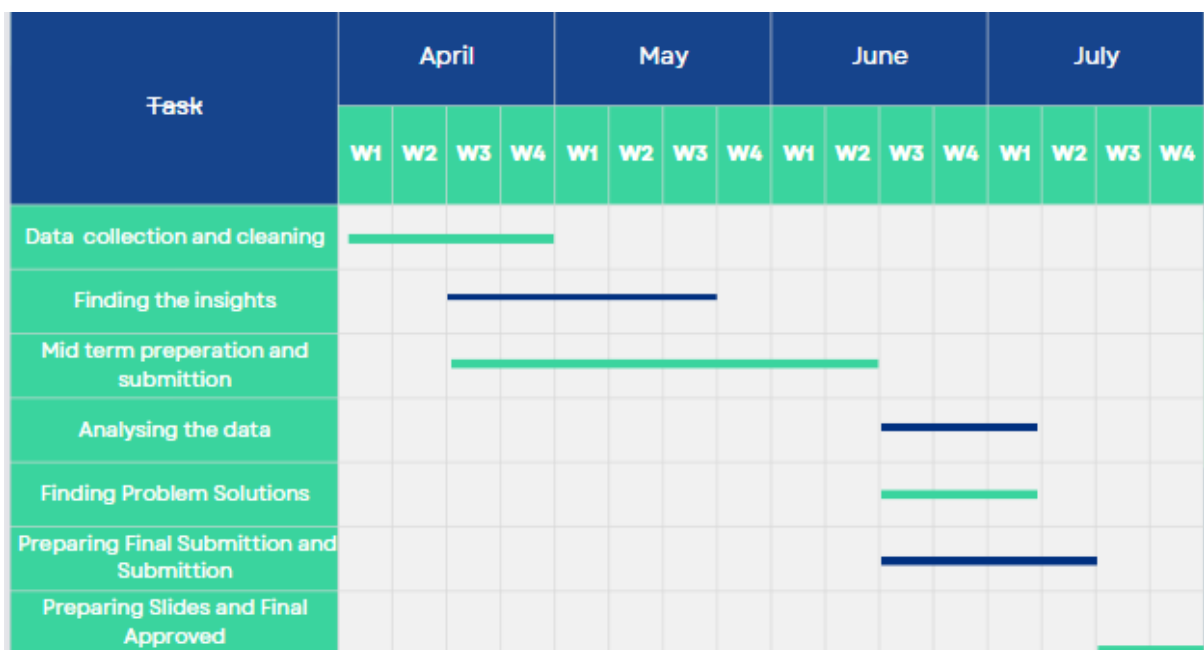 Task
April May June July
W1 W2 W3 W4 W1 W2 W3 W4 W1 W2 W3 W4 W1 W2 W3 W4
Data collection and cleaning
Finding the insights
Mid term preperation and
submittion
Analysing the data
Finding Problem Solutions
Preparing Final Submittion and
Submittion
Preparing Slides and Final
Approved